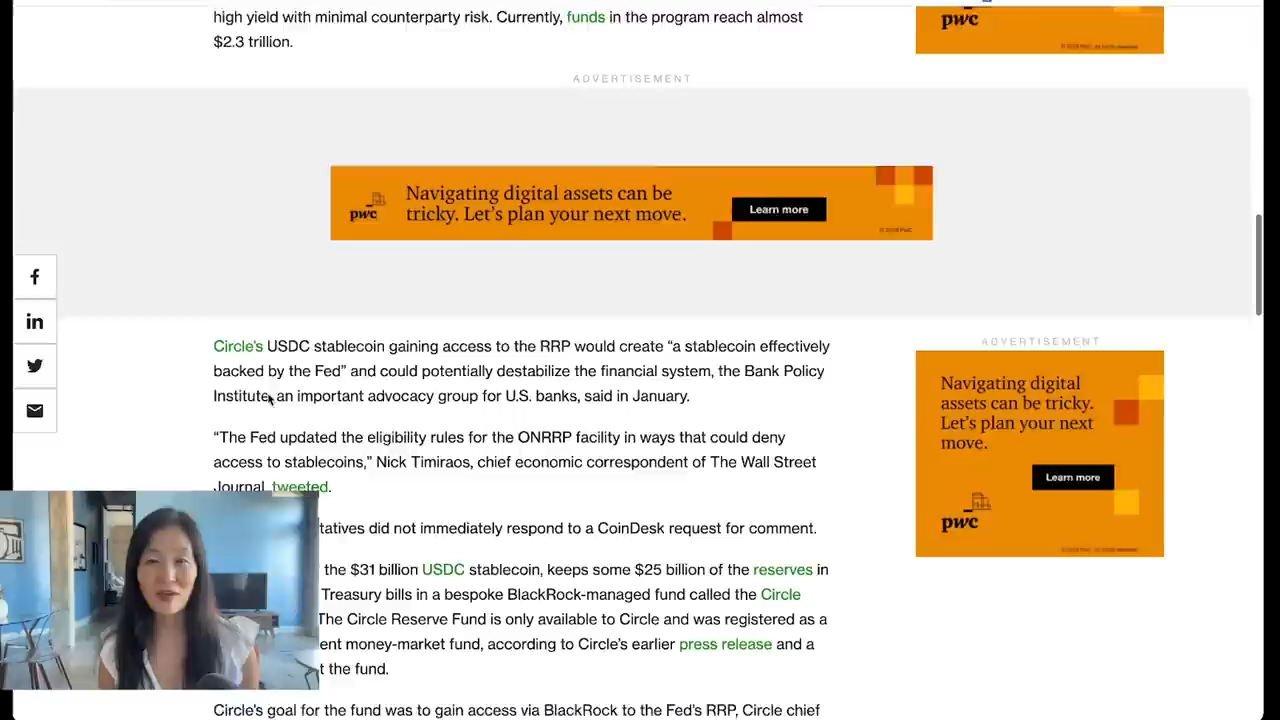 high yield with minimal counterparty risk. Currently, funds in the program reach almost
$2.3 trillion.
pwc
ADVERTISEMENT
Navigating digital assets can be
tricky. Let's plan your next move.
Learn more
pwc
© 2023 PwC
Circle's USDC stablecoin gaining access to the RRP would create “a stablecoin effectively
backed by the Fed” and could potentially destabilize the financial system, the Bank Policy
Institute, an important advocacy group for U.S. banks, said in January.
“The Fed updated the eligibility rules for the ONRRP facility in ways that could deny
access to stablecoins,” Nick Timiraos, chief economic correspondent of The Wall Street
Journal, tweeted.
tatives did not immediately respond to a CoinDesk request for comment.
the $31 billion USDC stablecoin, keeps some $25 billion of the reserves in
Treasury bills in a bespoke BlackRock-managed fund called the Circle
The Circle Reserve Fund is only available to Circle and was registered as a
ent money-market fund, according to Circle's earlier press release and a
t the fund.
Circle's goal for the fund was to gain access via BlackRock to the Fed's RRP, Circle chief
ADVERTISEMENT
Navigating digital
assets can be tricky.
Let's plan your next
move.
Learn more
pwc